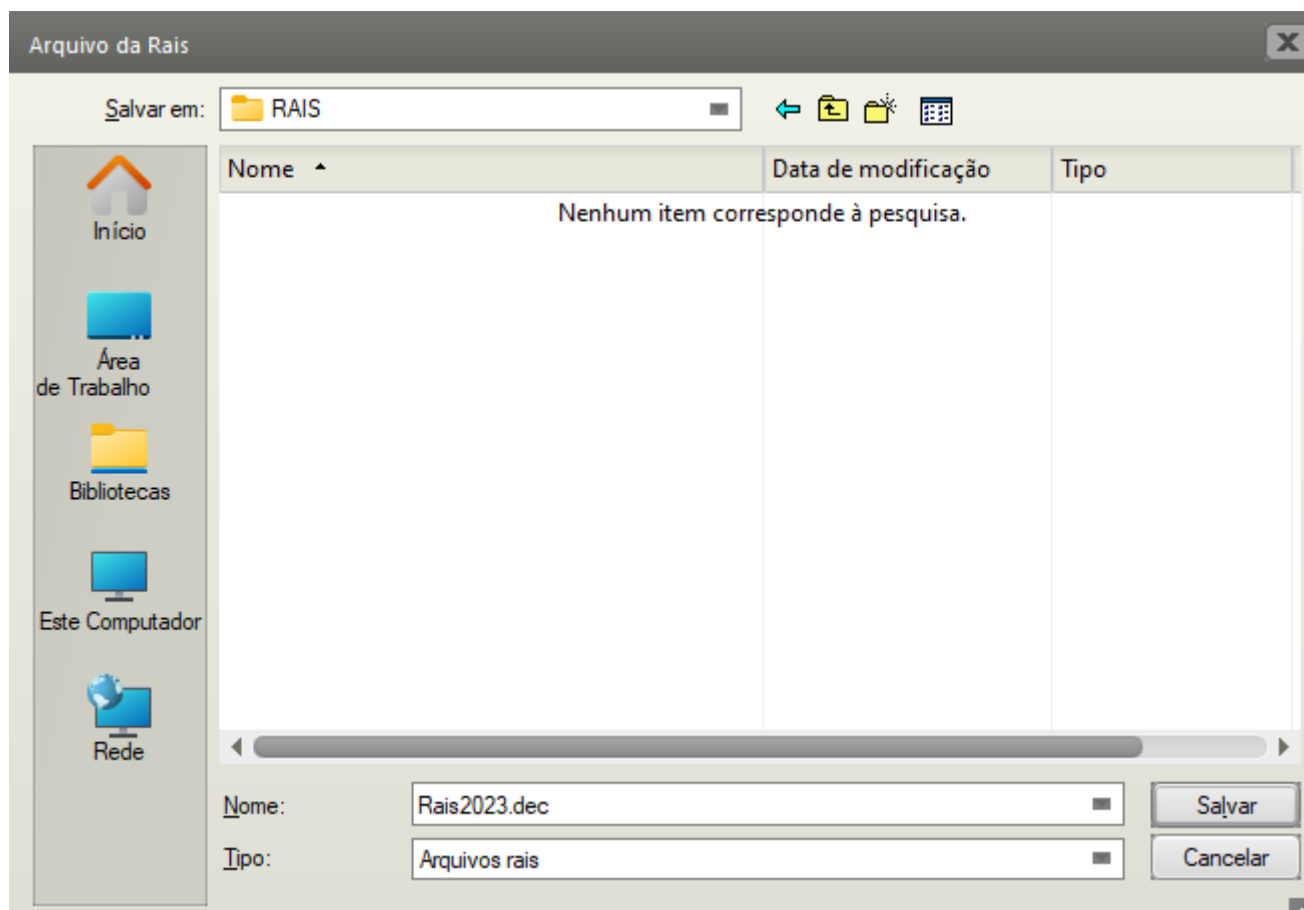 Arquivo da Rais
Salvar em: RAIS
Nome Data de modificação Tipo
Nenhum item corresponde à pesquisa.
Início
Área
de Trabalho
Bibliotecas
Este Computador
Rede
Nome: Rais2023.dec Salvar
Tipo: Arquivos rais Cancelar